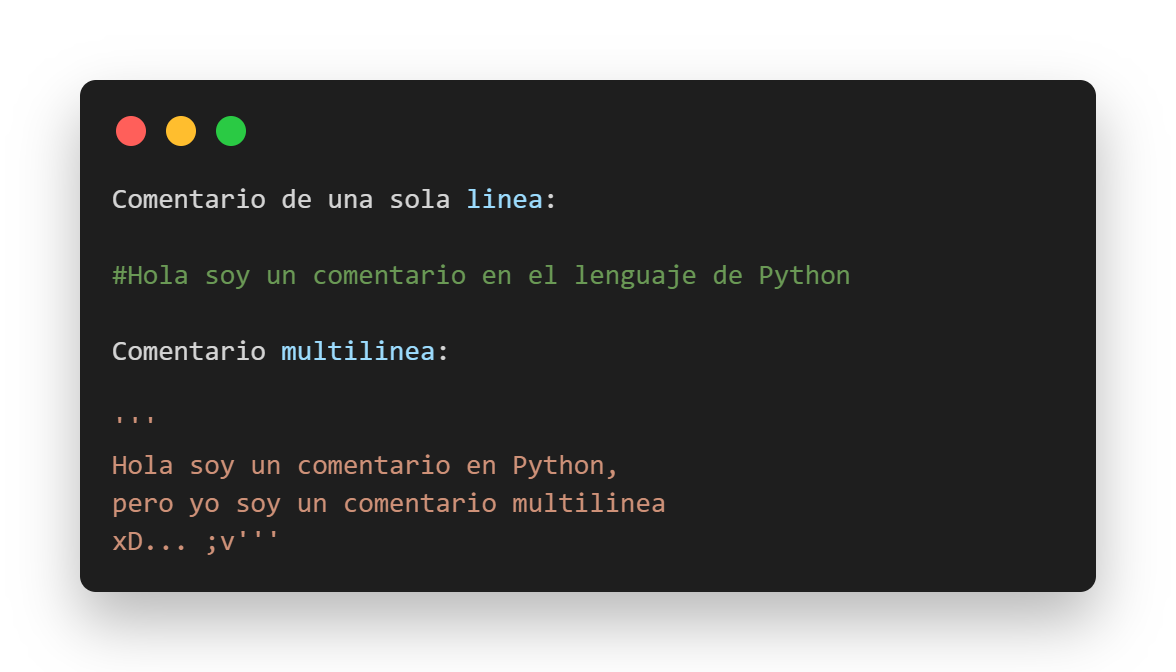 Comentario de una sola linea:
#Hola soy un comentario en el lenguaje de Python
Comentario multilinea:
'''
Hola soy un comentario en Python,
pero yo soy un comentario multilinea
xD... ;v'''